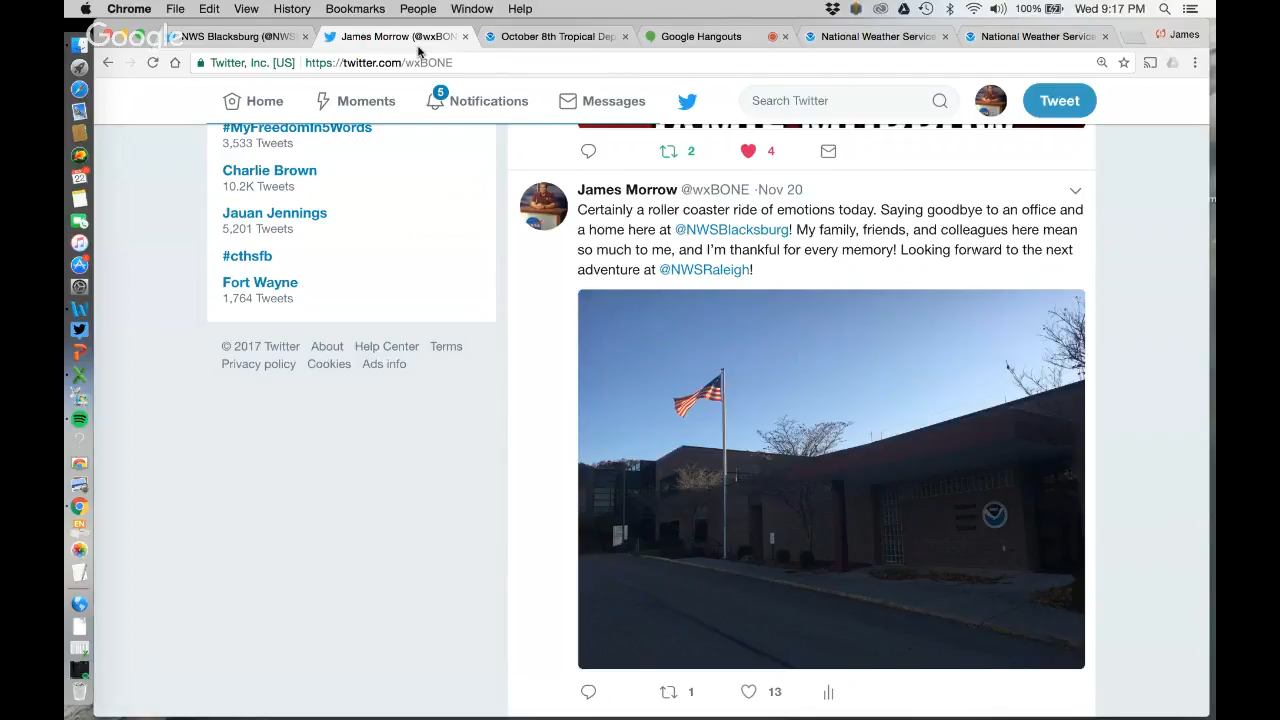 Chrome File Edit View History Bookmarks People Window Help 100% Wed 9:17 PM
Google
NWS Blacksburg (@NWS × James Morrow (@wxBON × October 8th Tropical Dep × Google Hangouts × National Weather Service × National Weather Service × James
Twitter, Inc. [US] https://twitter.com/wxBONE
5
Home Moments Notifications Messages Search Twitter Tweet
#MyFreedomIn5Words
3,533 Tweets
Charlie Brown
10.2K Tweets
Jauan Jennings
5,201 Tweets
#cthsfb
Fort Wayne
1,764 Tweets
© 2017 Twitter About Help Center Terms
Privacy policy Cookies Ads info
2 4
James Morrow @wxBONE · Nov 20
Certainly a roller coaster ride of emotions today. Saying goodbye to an office and
a home here at @NWSBlacksburg! My family, friends, and colleagues here mean
so much to me, and I'm thankful for every memory! Looking forward to the next
adventure at @NWSRaleigh!
1 13